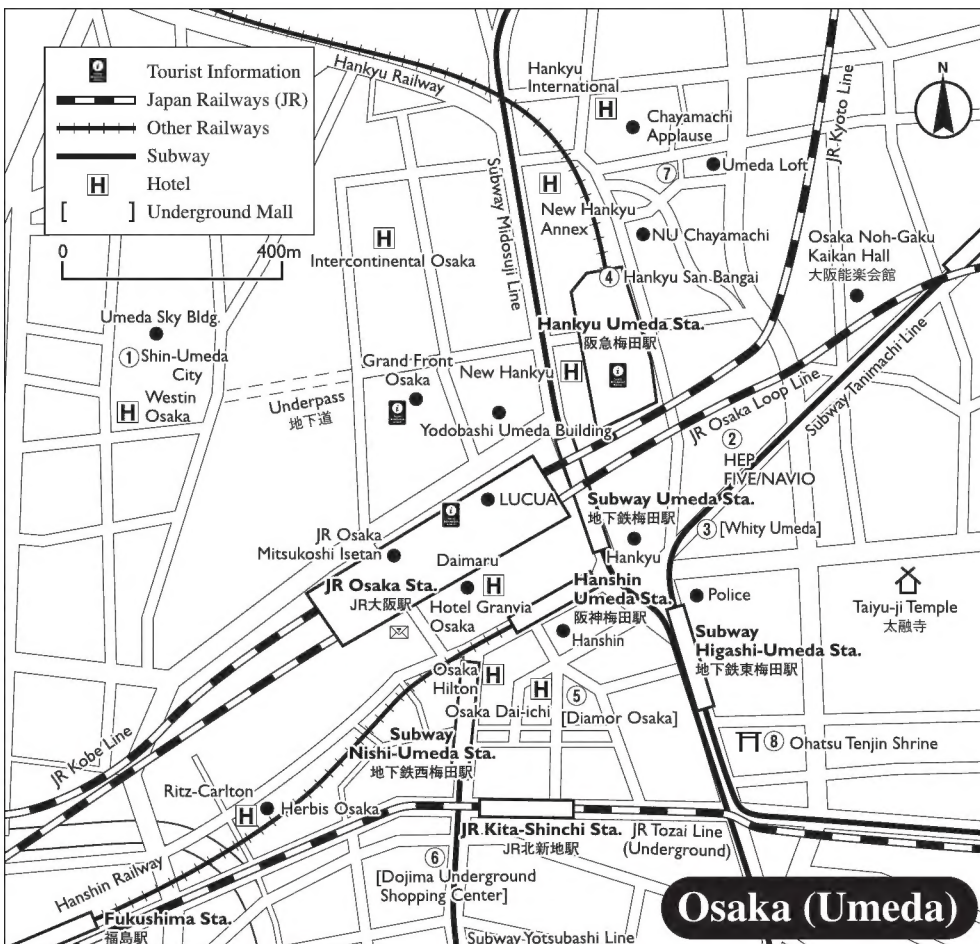 Tourist Information
Japan Railways (JR)
Other Railways
Subway
H
Hotel
[ ]
Underground Mall
0
400m
N
Hankyu Railway
Hankyu
International
H
Chayamachi
Applause
JR Kyoto Line
Umeda Loft
⑦
Subway Midosuji Line
H
New Hankyu
Annex
NU Chayamachi
Osaka Noh-Gaku
Kaikan Hall
大阪能楽会館
H
Intercontinental Osaka
④ Hankyu San Bangai
Umeda Sky Bldg.
① Shin-Umeda
City
H
Westin
Osaka
Hankyu Umeda Sta.
阪急梅田駅
Grand Front
Osaka
New Hankyu
H
Underpass
地下道
Yodobashi Umeda Building
JR Osaka Loop Line
Subway Tanimachi Line
②
HEP
FIVE/NAVIO
LUCUA
Subway Umeda Sta.
地下鉄梅田駅
③ [Whity Umeda]
Hankyu
JR Osaka
Mitsukoshi Isetan
Daimaru
JR Osaka Sta.
JR大阪駅
H
Hotel Granvia
Osaka
Hanshin
Umeda Sta.
阪神梅田駅
Hanshin
Police
Taiyu-ji Temple
太融寺
Subway
Higashi-Umeda Sta.
地下鉄東梅田駅
Osaka
Hilton
H
Osaka Dai-ichi
H
⑤
[Diamor Osaka]
Subway
Nishi-Umeda Sta.
地下鉄西梅田駅
⑧ Ohatsu Tenjin Shrine
JR Kobe Line
Ritz-Carlton
H
Herbis Osaka
JR Kita-Shinchi Sta.
JR北新地駅
JR Tozai Line
(Underground)
Hanshin Railway
⑥
[Dojima Underground
Shopping Center]
Fukushima Sta.
福島駅
Subway Yotsubashi Line
Osaka (Umeda)